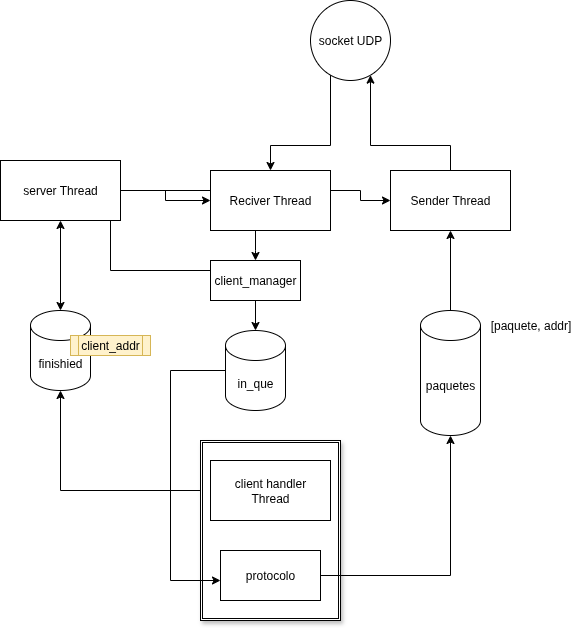 socket UDP
server Thread
Reciver Thread
Sender Thread
client_manager
client_addr
finishied
in_que
[paquete, addr]
paquetes
client handler
Thread
protocolo